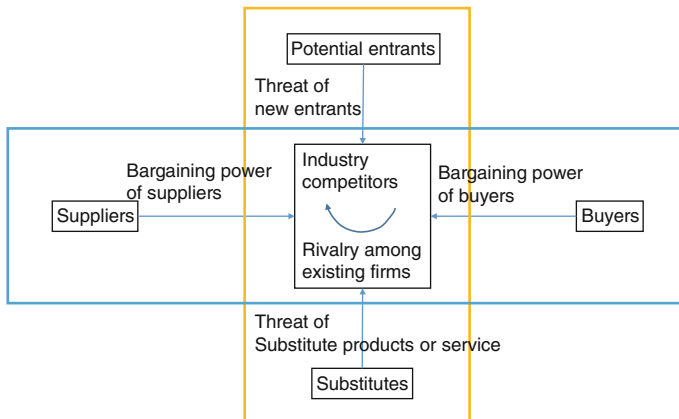 Potential entrants
Threat of
new entrants
Industry
competitors
Bargaining power
of suppliers
Bargaining power
of buyers
Suppliers
Buyers
Rivalry among
existing firms
Threat of
Substitute products or service
Substitutes